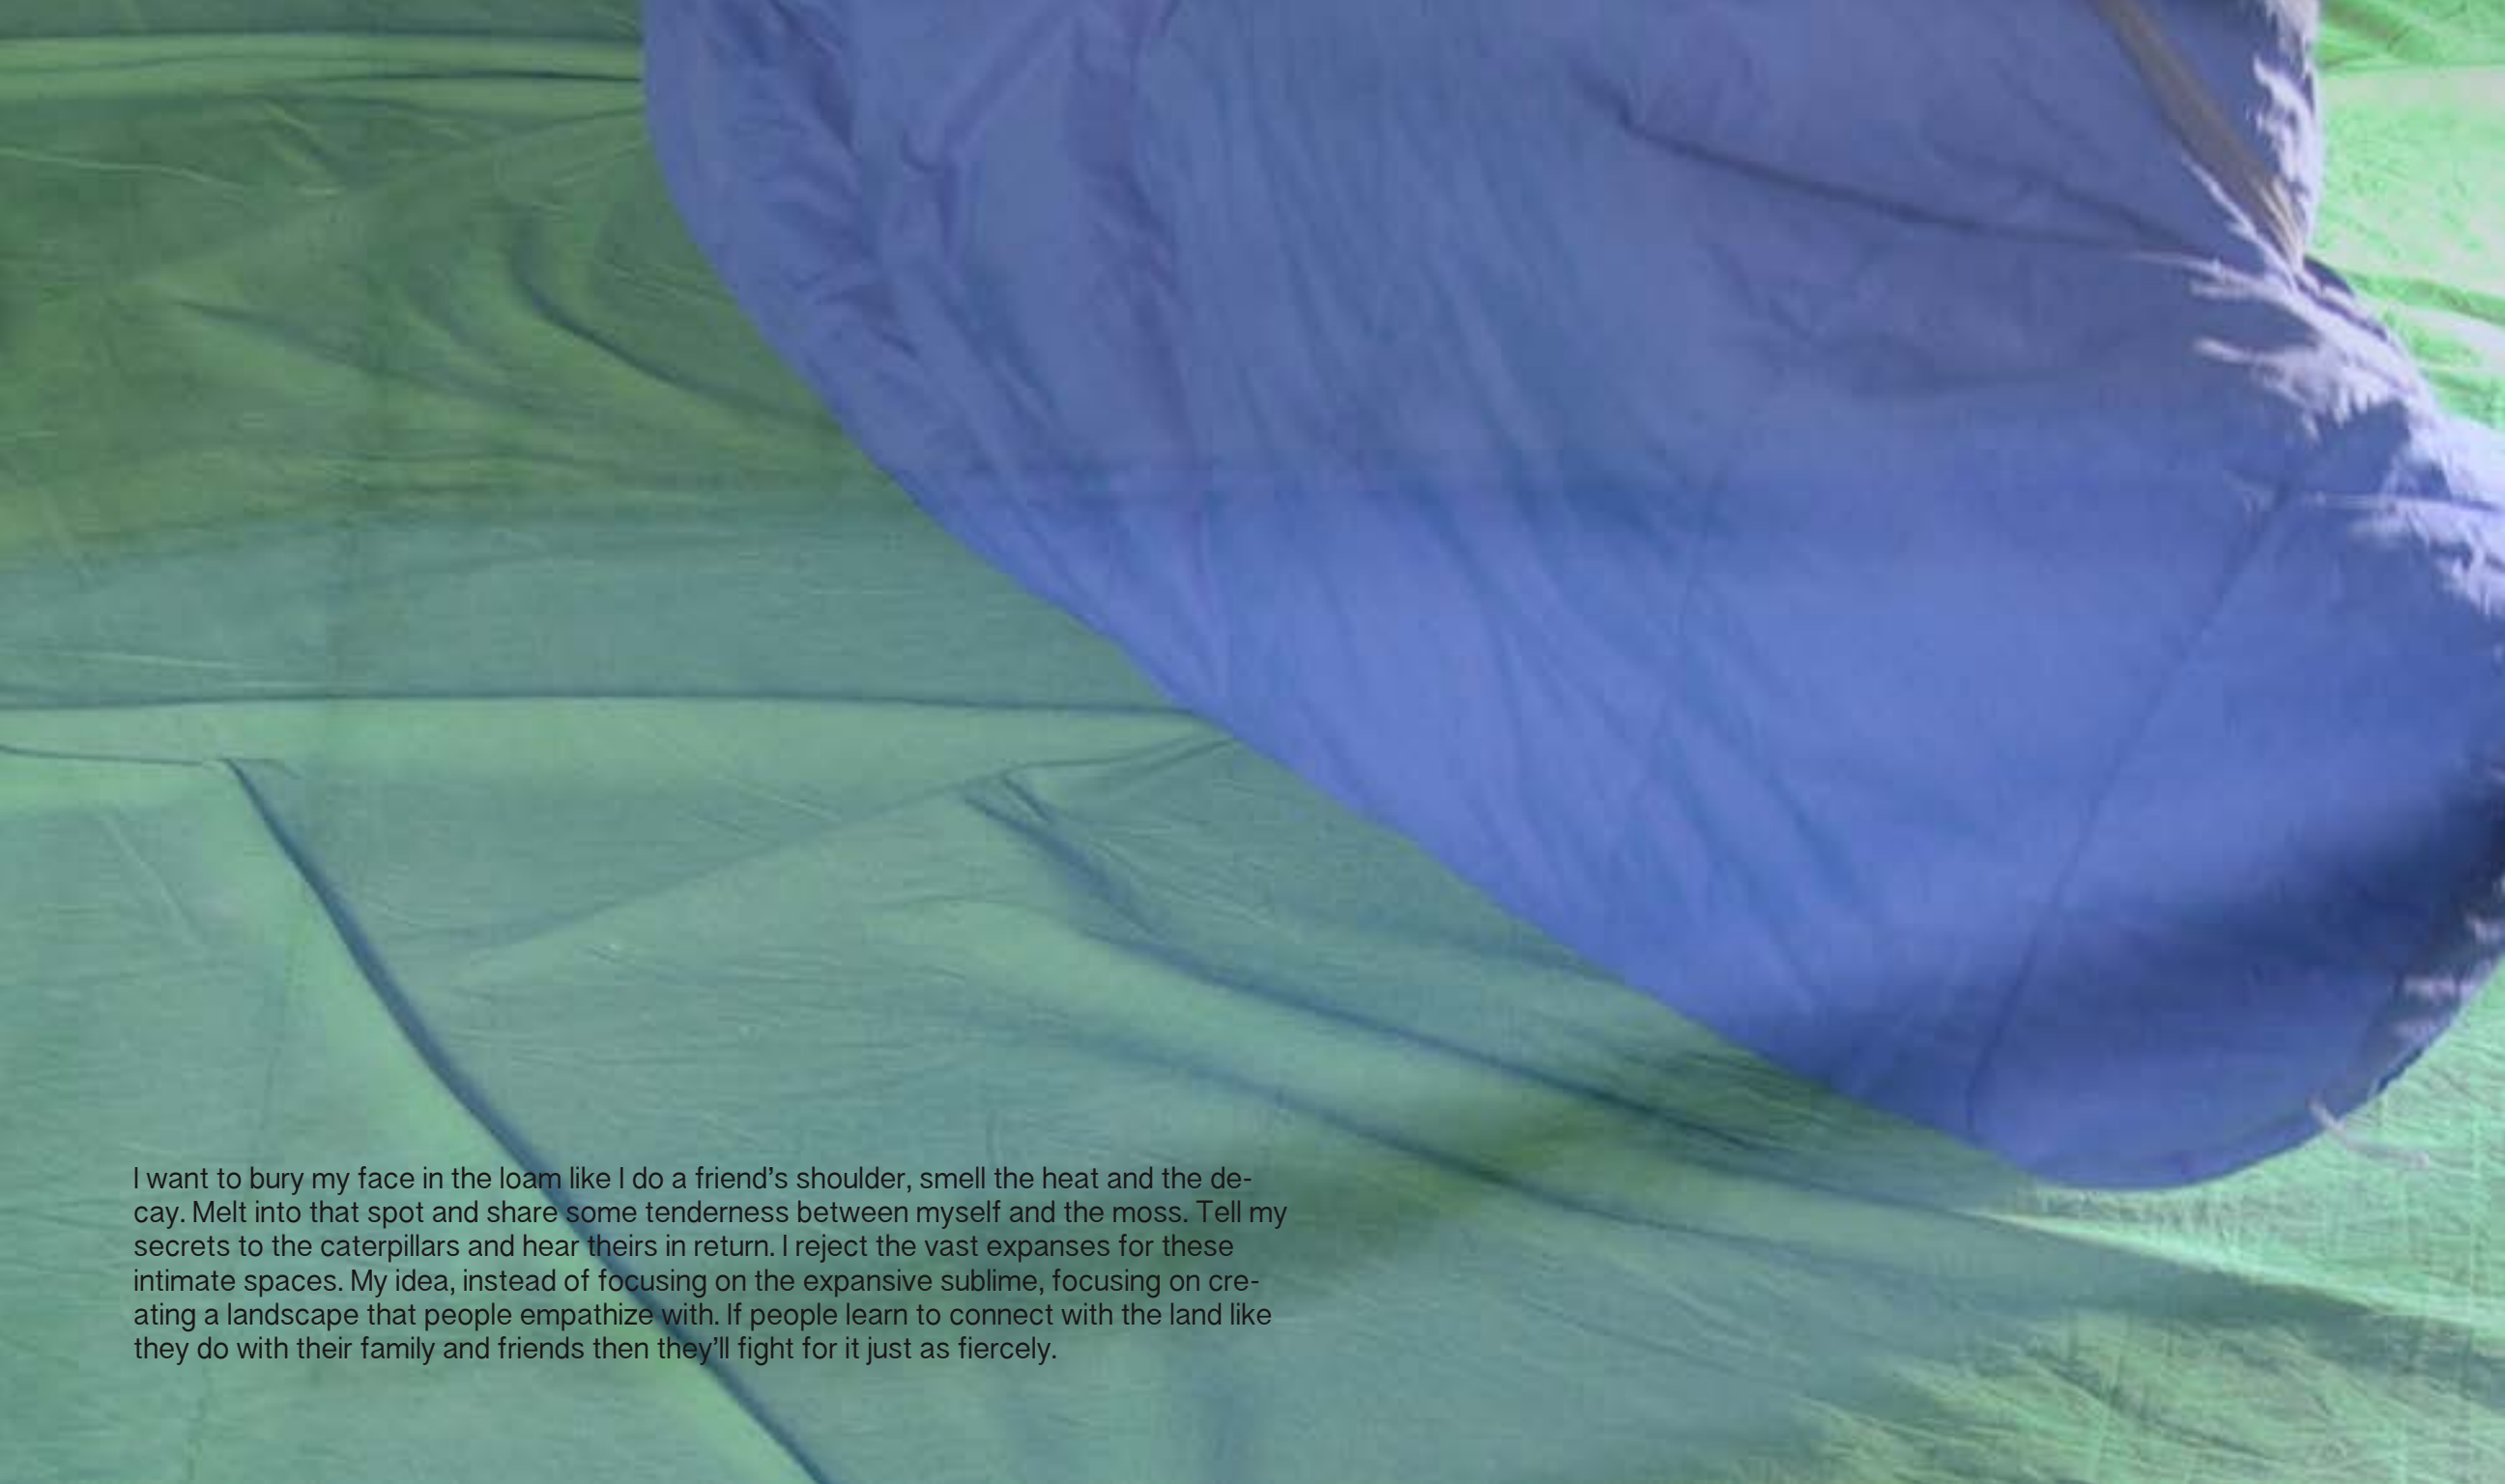 I want to bury my face in the loam like I do a friend’s shoulder, smell the heat and the de-
cay. Melt into that spot and share some tenderness between myself and the moss. Tell my
secrets to the caterpillars and hear theirs in return. I reject the vast expanses for these
intimate spaces. My idea, instead of focusing on the expansive sublime, focusing on cre-
ating a landscape that people empathize with. If people learn to connect with the land like
they do with their family and friends then they’ll fight for it just as fiercely.